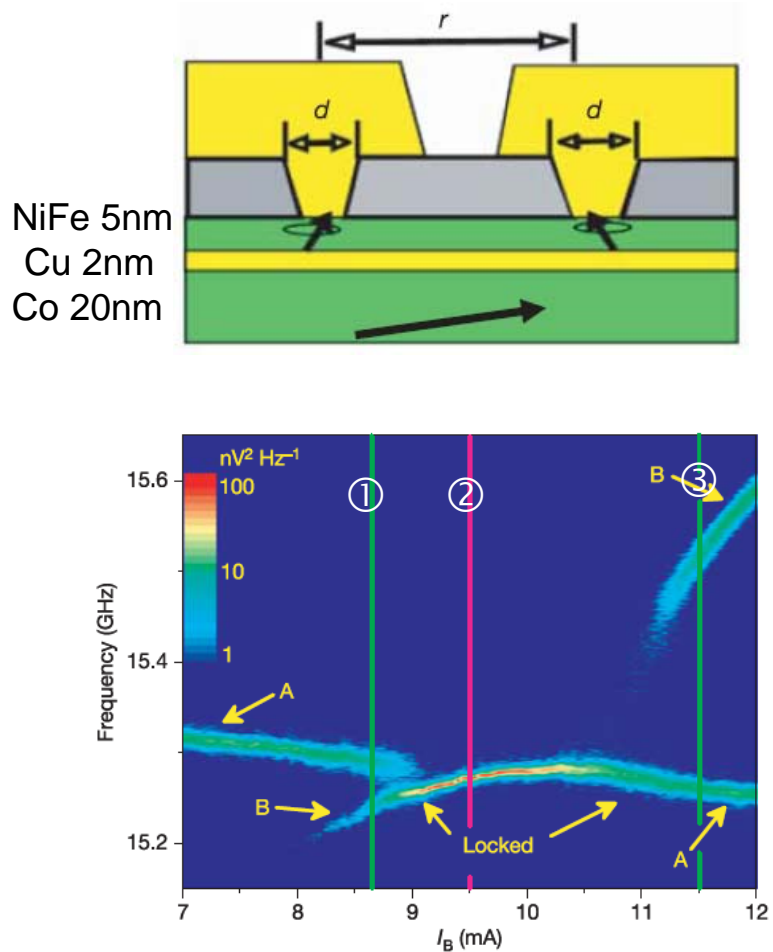 r
d d
NiFe 5nm
Cu 2nm
Co 20nm
nV² Hz⁻¹
100
10
1
① ② ③
A
B
Locked
B
A
Frequency (GHz)
15.6
15.4
15.2
7 8 9 10 11 12
I_B (mA)